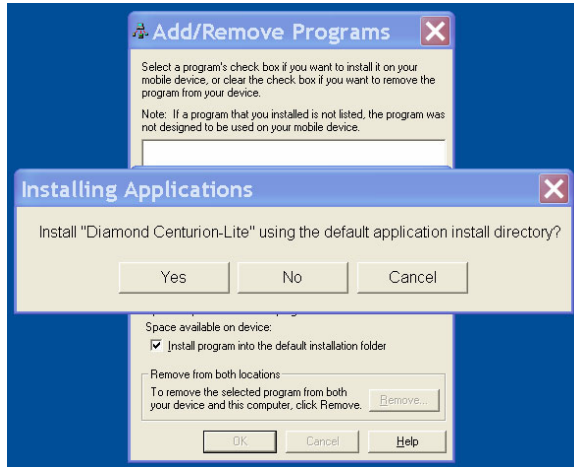 Add/Remove Programs
Select a program's check box if you want to install it on your
mobile device, or clear the check box if you want to remove the
program from your device.
Note: If a program that you installed is not listed, the program was
not designed to be used on your mobile device.
Installing Applications
Install "Diamond Centurion-Lite" using the default application install directory?
Yes
No
Cancel
Space available on device:
Install program into the default installation folder
Remove from both locations
To remove the selected program from both
your device and this computer, click Remove.
Remove...
OK
Cancel
Help